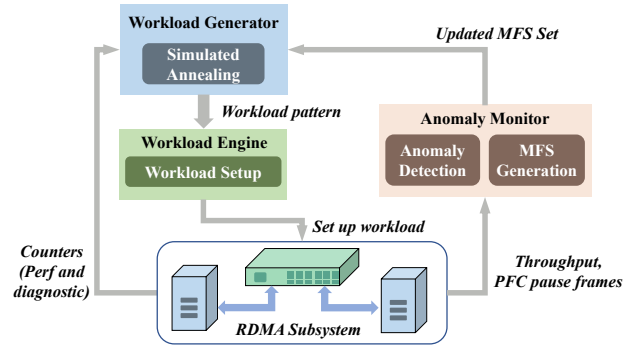 Workload Generator
Simulated
Annealing
Updated MFS Set
Workload pattern
Workload Engine
Workload Setup
Anomaly Monitor
Anomaly
Detection
MFS
Generation
Set up workload
Counters
(Perf and
diagnostic)
Throughput,
PFC pause frames
RDMA Subsystem